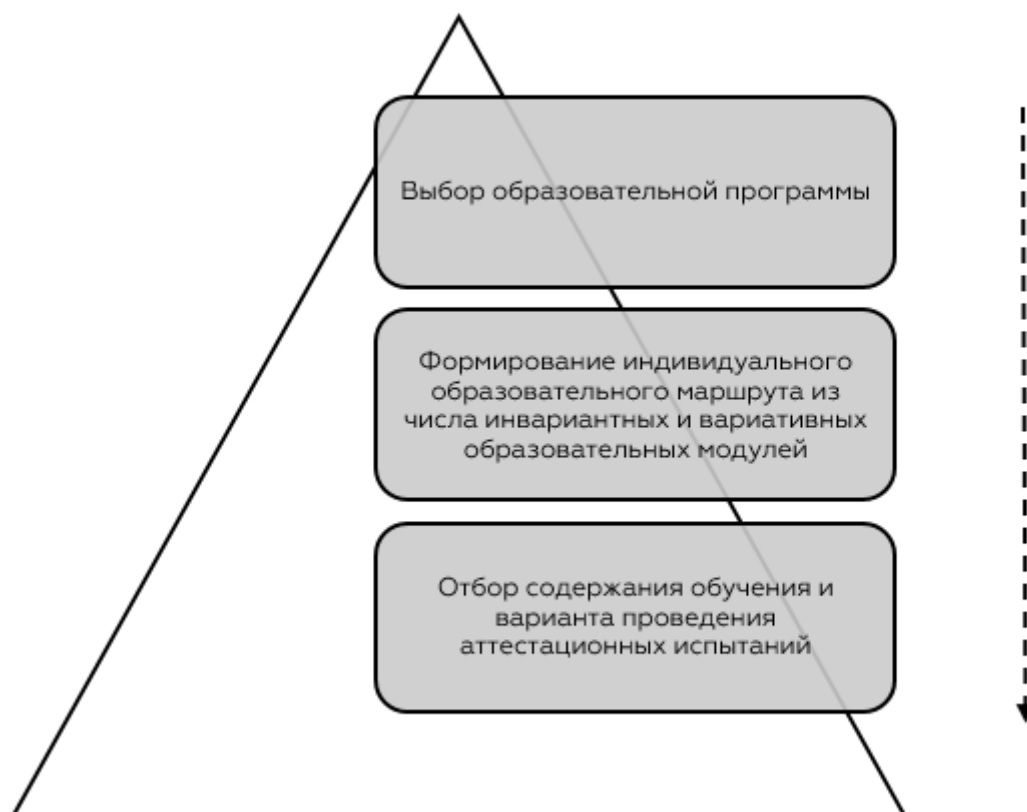 Выбор образовательной программы
Формирование индивидуального
образовательного маршрута из
числа инвариантных и вариативных
образовательных модулей
Отбор содержания обучения и
варианта проведения
аттестационных испытаний